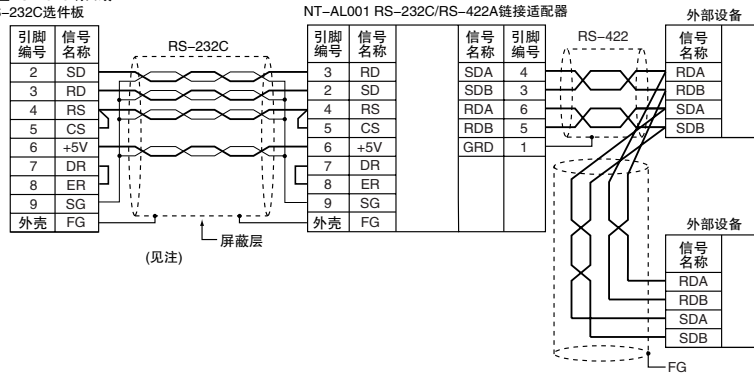 -232C选件板
NT-AL001 RS-232C/RS-422A链接适配器
外部设备
引脚编号 信号名称
RS-232C
引脚编号 信号名称
信号名称 引脚编号
RS-422
信号名称
2 SD
3 RD
SDA 4
RDA
3 RD
2 SD
SDB 3
RDB
4 RS
4 RS
RDA 6
SDA
5 CS
5 CS
RDB 5
SDB
6 +5V
6 +5V
GRD 1
7 DR
7 DR
8 ER
8 ER
9 SG
9 SG
外壳 FG
外壳 FG
屏蔽层
(见注)
外部设备
信号名称
RDA
RDB
SDA
SDB
FG